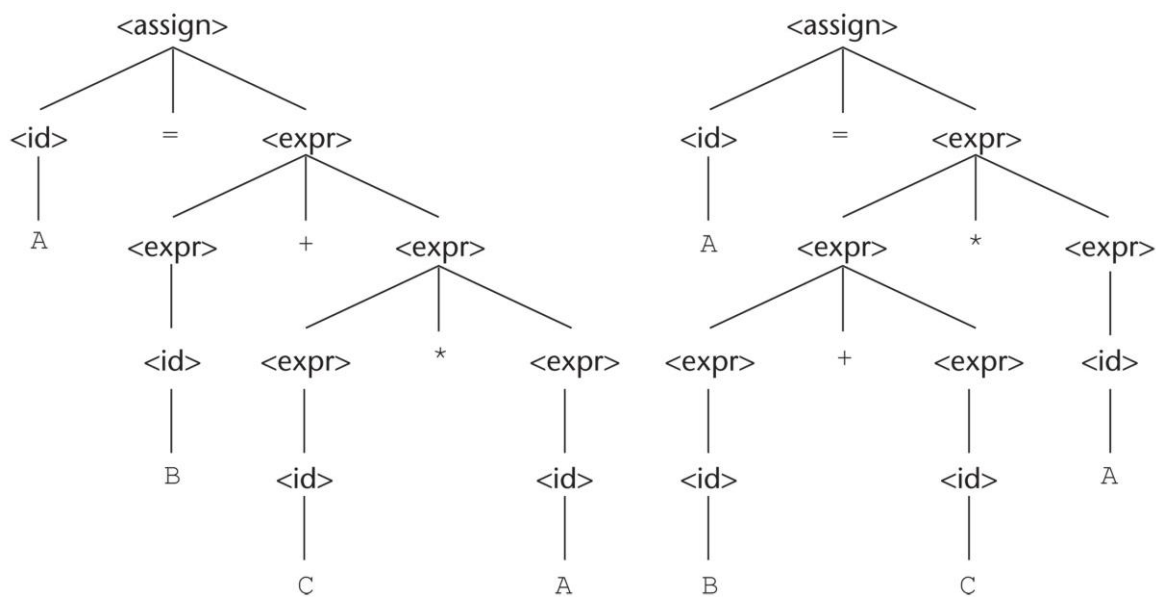 <assign> <assign>
<id> = <expr> <id> = <expr>
A <expr> + <expr> A <expr> * <expr>
<id> <expr> * <expr> <expr> + <expr> <id>
B <id> <id> <id> <id> A
C A B C